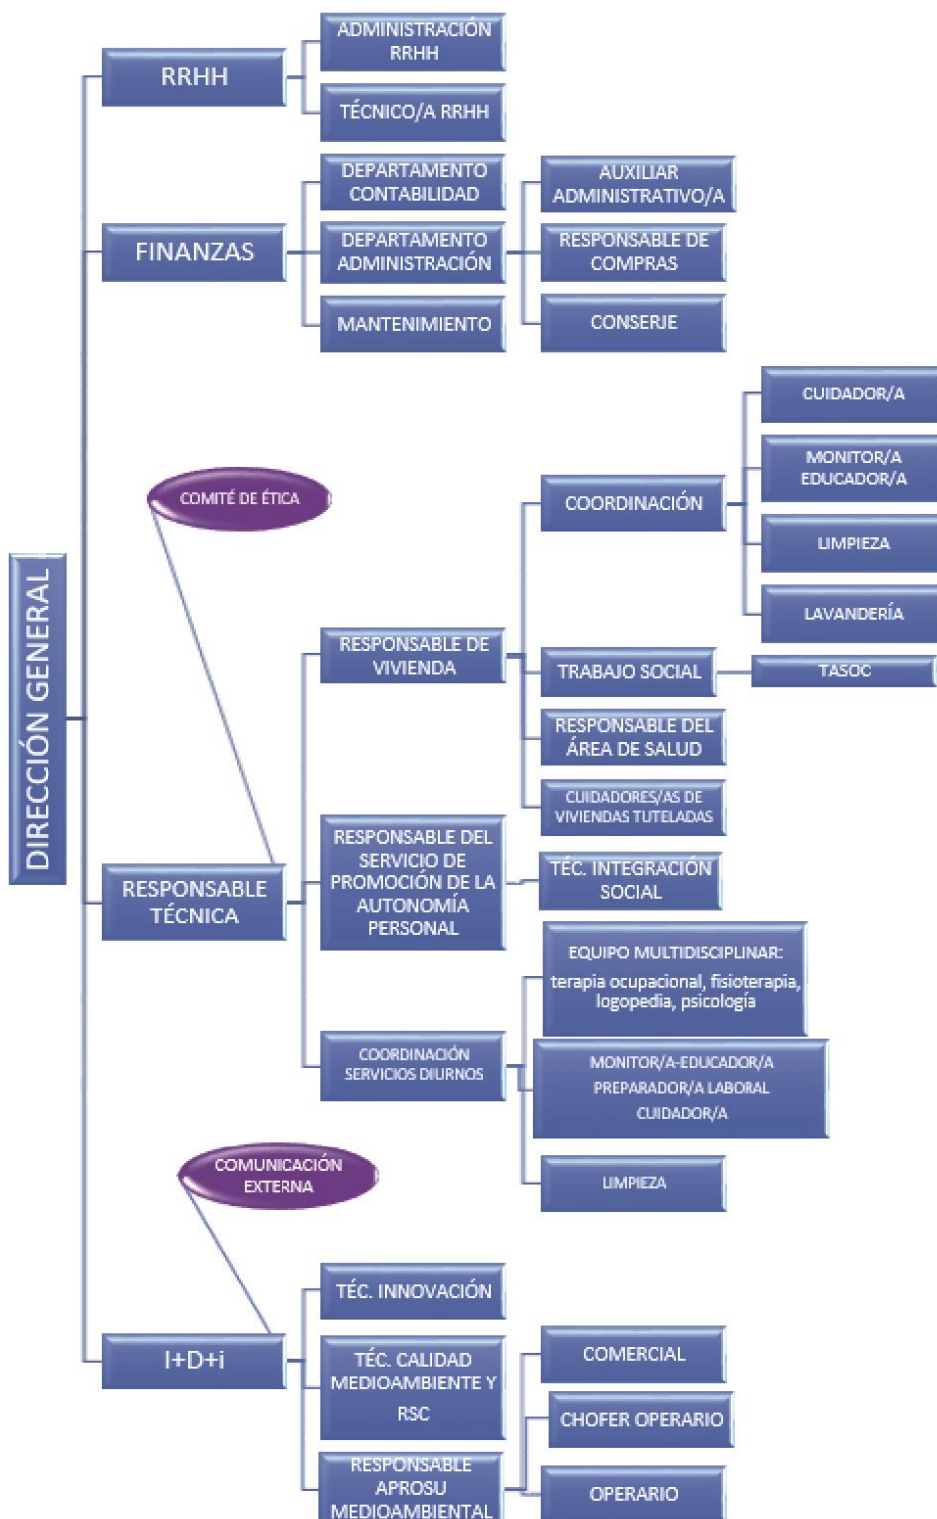 DIRECCIÓN GENERAL
RRHH
ADMINISTRACIÓN
RRHH
TÉCNICO/A RRHH
FINANZAS
DEPARTAMENTO
CONTABILIDAD
DEPARTAMENTO
ADMINISTRACIÓN
AUXILIAR
ADMINISTRATIVO/A
RESPONSABLE DE
COMPRAS
CONSERJE
MANTENIMIENTO
COMITÉ DE ÉTICA
RESPONSABLE
TÉCNICA
RESPONSABLE DE
VIVIENDA
COORDINACIÓN
CUIDADOR/A
MONITOR/A
EDUCADOR/A
LIMPIEZA
LAVANDERÍA
TRABAJO SOCIAL
TASOC
RESPONSABLE DEL
ÁREA DE SALUD
CUIDADORES/AS DE
VIVIENDAS TUTELADAS
RESPONSABLE DEL
SERVICIO DE
PROMOCIÓN DE LA
AUTONOMÍA
PERSONAL
TÉC. INTEGRACIÓN
SOCIAL
COORDINACIÓN
SERVICIOS DIURNOS
EQUIPO MULTIDISCIPLINAR:
terapia ocupacional, fisioterapia,
logopedia, psicología
MONITOR/A-EDUCADOR/A
PREPARADOR/A LABORAL
CUIDADOR/A
LIMPIEZA
COMUNICACIÓN
EXTERNA
I+D+i
TÉC. INNOVACIÓN
TÉC. CALIDAD
MEDIOAMBIENTE Y
RSC
RESPONSABLE
APROSU
MEDIOAMBIENTAL
COMERCIAL
CHOFER OPERARIO
OPERARIO